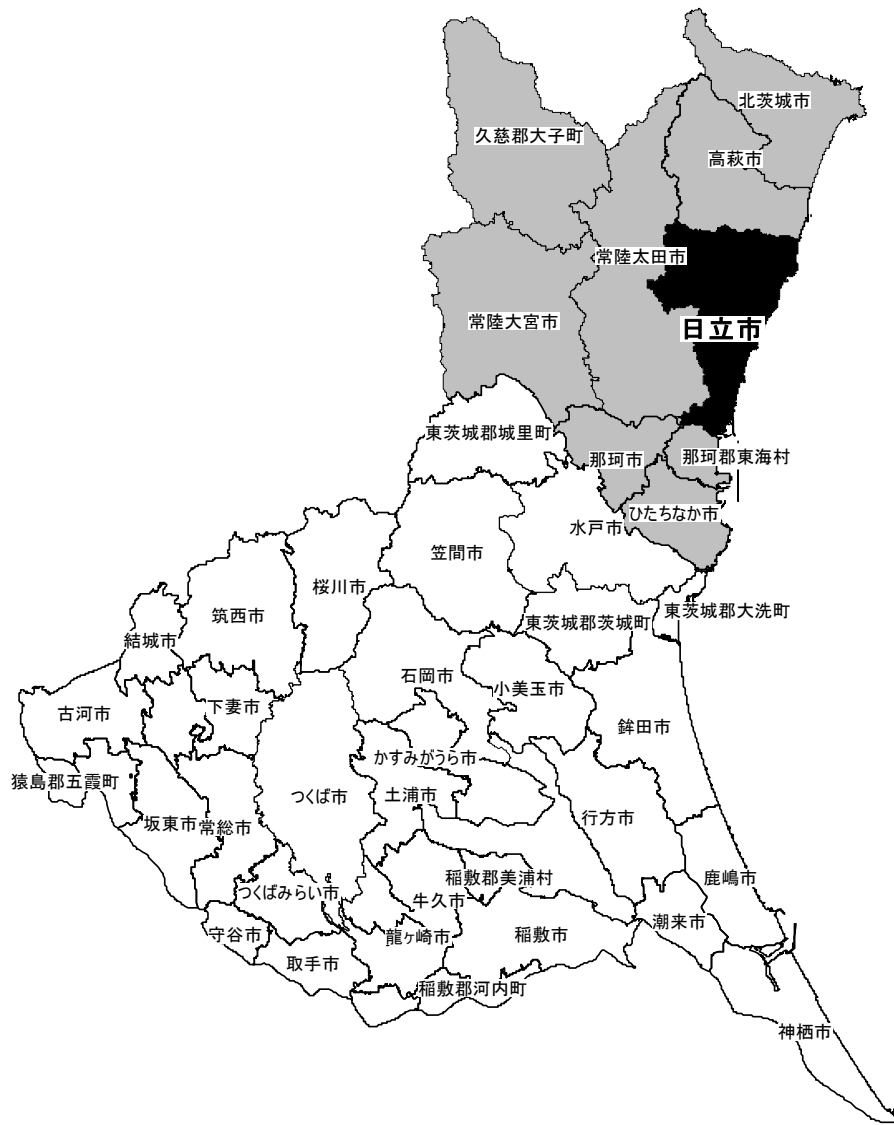 北茨城市
久慈郡大子町
高萩市
常陸太田市
常陸大宮市
日立市
東茨城郡城里町
那珂市
那珂郡東海村
ひたちなか市
水戸市
笠間市
桜川市
筑西市
東茨城郡茨城町
東茨城郡大洗町
結城市
石岡市
小美玉市
古河市
下妻市
鉾田市
かすみがうら市
猿島郡五霞町
つくば市
土浦市
坂東市
常総市
行方市
稲敷郡美浦村
鹿嶋市
つくばみらい市
牛久市
潮来市
守谷市
龍ヶ崎市
稲敷市
取手市
稲敷郡河内町
神栖市